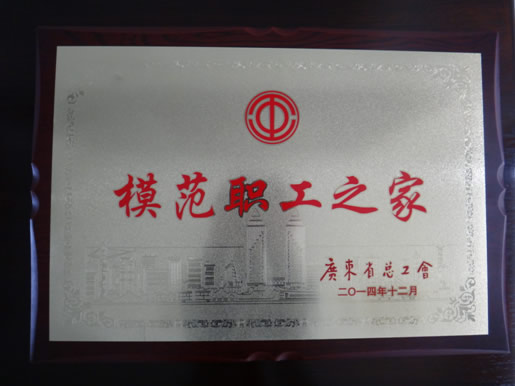 模范职工之家
廣東省总工會
二〇一四年十二月